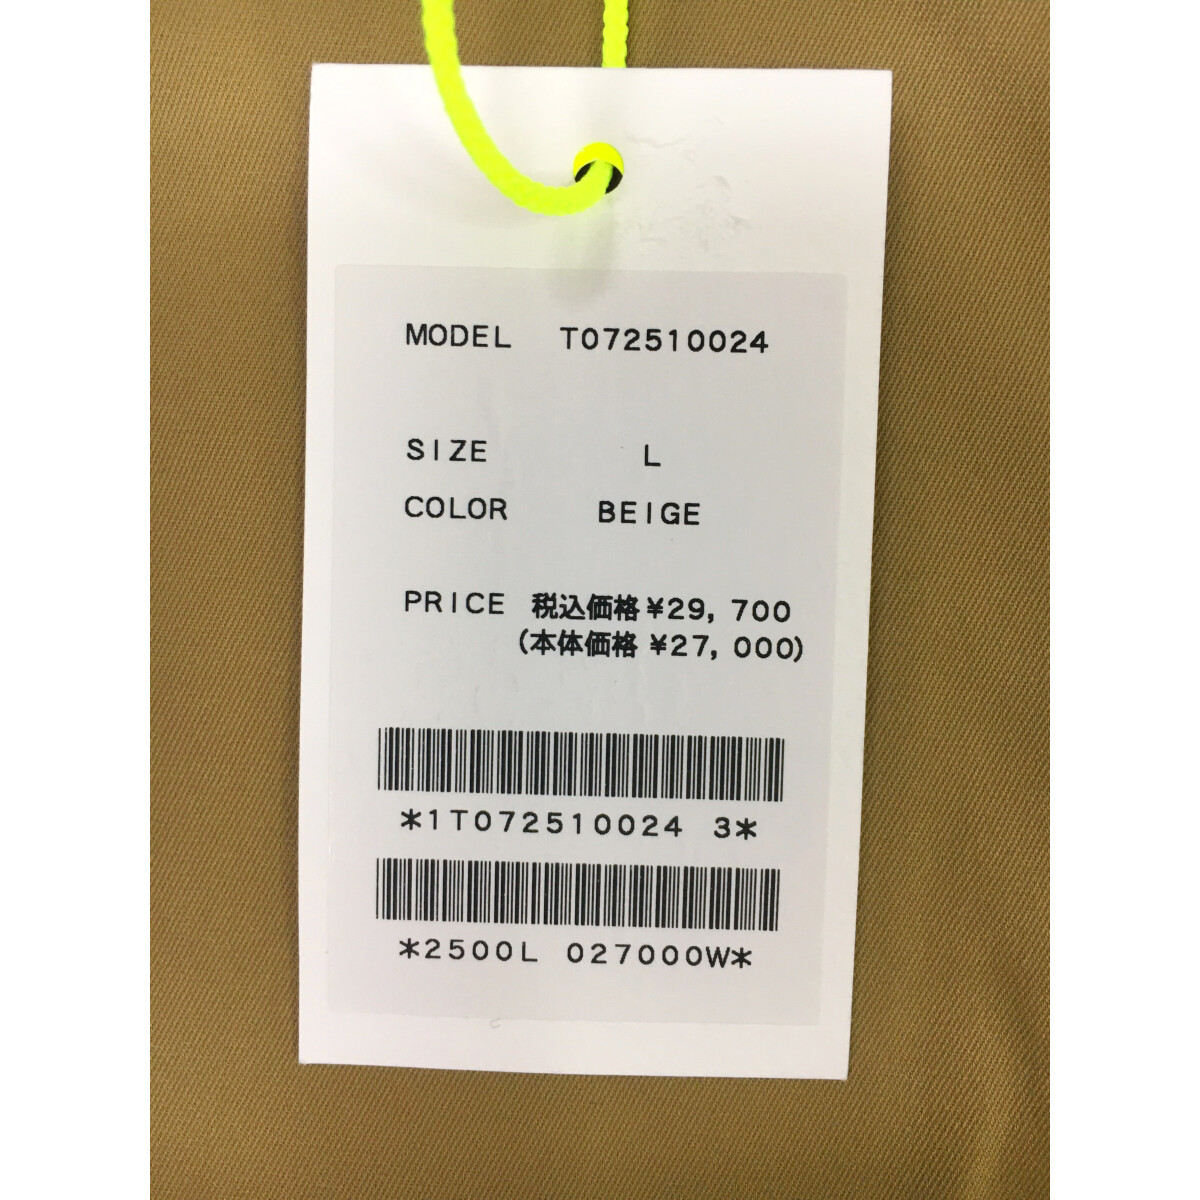 MODEL T072510024
SIZE L
COLOR BEIGE
PRICE 税込価格 ¥29,700
(本体価格 ¥27,000)
*1T072510024 3*
*2500L 027000W*